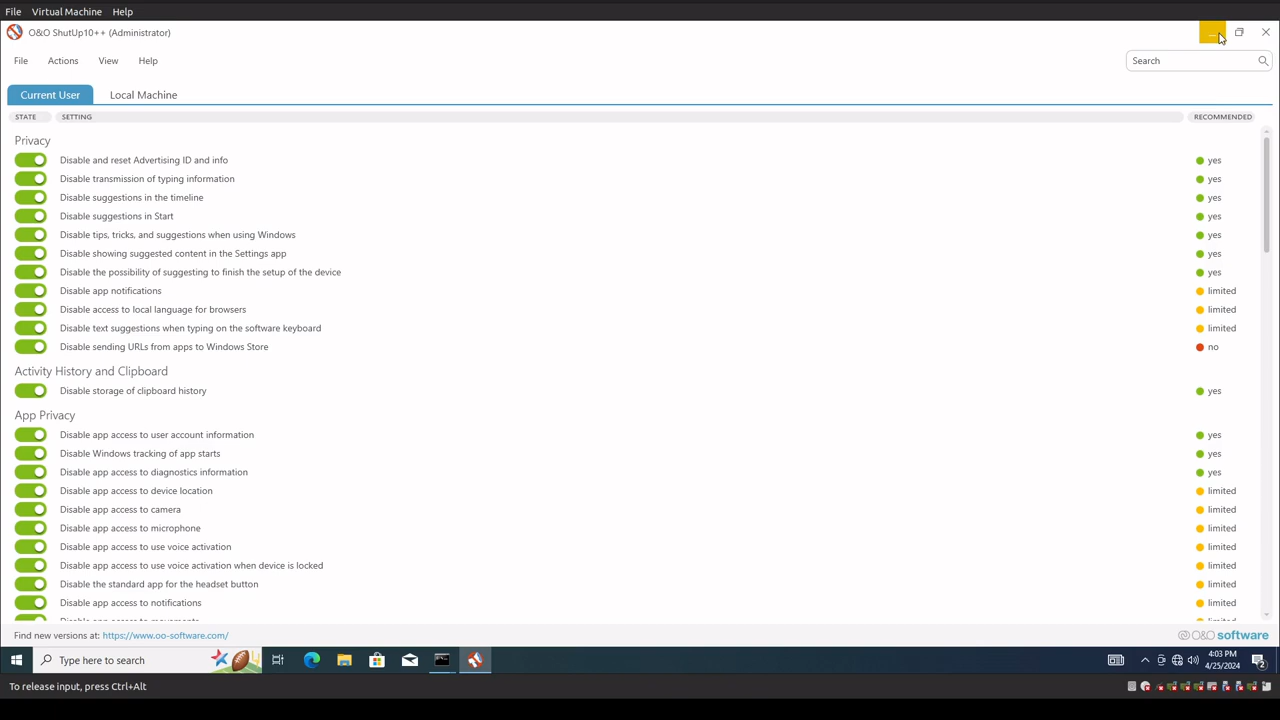 File Virtual Machine Help
O&O ShutUp10++ (Administrator)
File Actions View Help Search
Current User Local Machine
STATE SETTING RECOMMENDED
Privacy
Disable and reset Advertising ID and info yes
Disable transmission of typing information yes
Disable suggestions in the timeline yes
Disable suggestions in Start yes
Disable tips, tricks, and suggestions when using Windows yes
Disable showing suggested content in the Settings app yes
Disable the possibility of suggesting to finish the setup of the device yes
Disable app notifications limited
Disable access to local language for browsers limited
Disable text suggestions when typing on the software keyboard limited
Disable sending URLs from apps to Windows Store no
Activity History and Clipboard
Disable storage of clipboard history yes
App Privacy
Disable app access to user account information yes
Disable Windows tracking of app starts yes
Disable app access to diagnostics information yes
Disable app access to device location limited
Disable app access to camera limited
Disable app access to microphone limited
Disable app access to use voice activation limited
Disable app access to use voice activation when device is locked limited
Disable the standard app for the headset button limited
Disable app access to notifications limited
Find new versions at: https://www.oo-software.com/ O&O software
Type here to search 4:03 PM
4/25/2024 2
To release input, press Ctrl+Alt